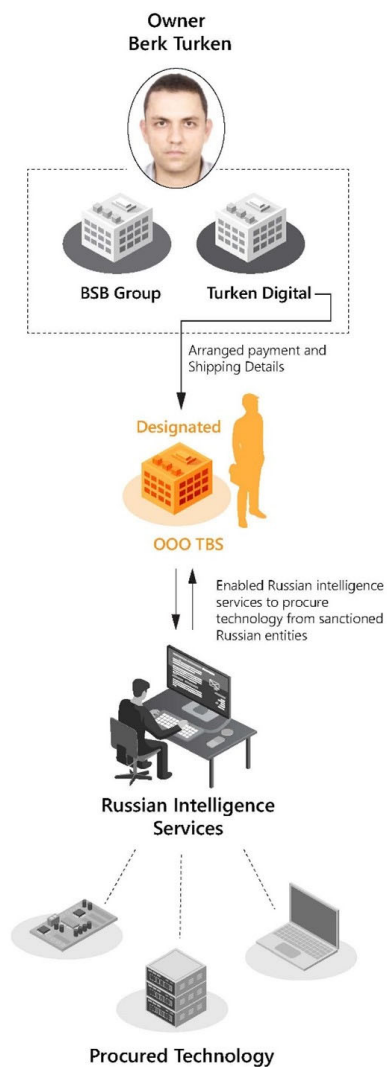 Owner
Berk Turken
BSB Group
Turken Digital
Arranged payment and
Shipping Details
Designated
OOO TBS
Enabled Russian intelligence
services to procure
technology from sanctioned
Russian entities
Russian Intelligence
Services
Procured Technology